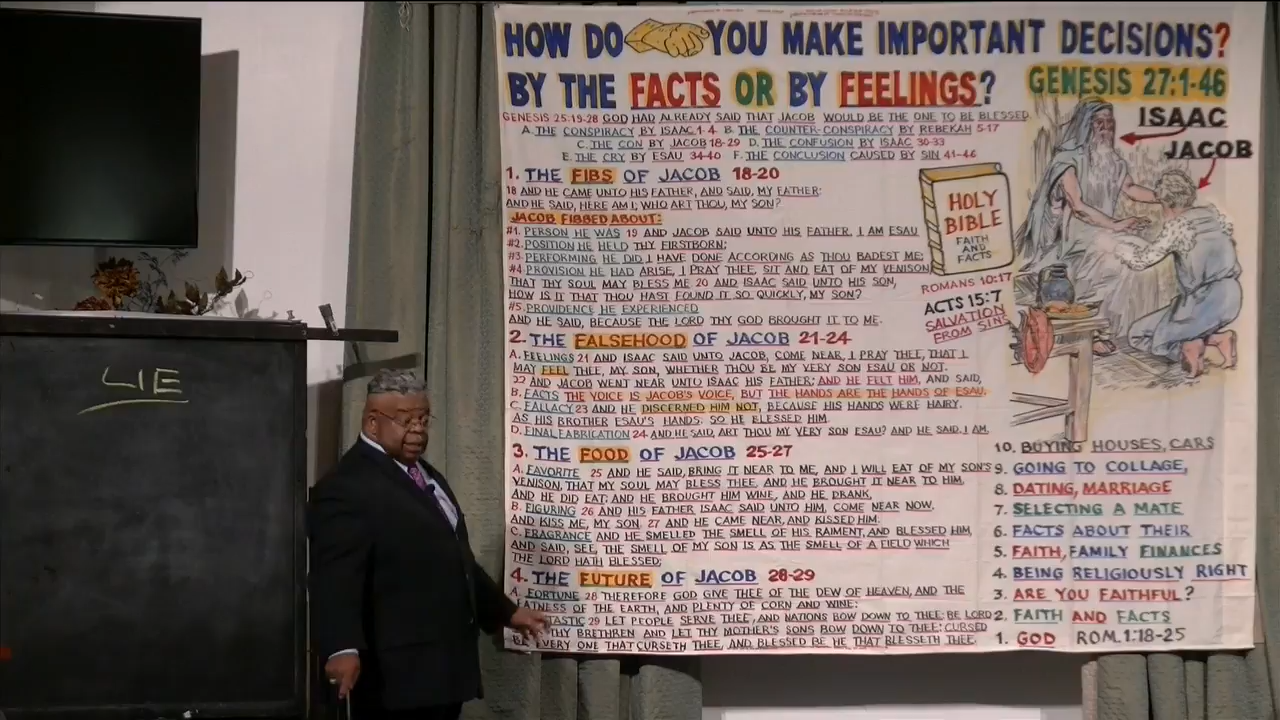 LIE
HOW DO YOU MAKE IMPORTANT DECISIONS?
BY THE FACTS OR BY FEELINGS?
GENESIS 27:1-46
GENESIS 25:19-28 GOD HAD ALREADY SAID THAT JACOB WOULD BE THE ONE TO BE BLESSED.
A. THE CONSPIRACY BY ISAAC 1-4 B. THE COUNTER-CONSPIRACY BY REBEKAH 5-17
C. THE CON BY JACOB 18-29 D. THE CONFUSION BY ISAAC 30-33
E. THE CRY BY ESAU 34-40 F. THE CONCLUSION CAUSED BY SIN 41-46
1. THE FIBS OF JACOB 18-20
18 AND HE CAME UNTO HIS FATHER, AND SAID, MY FATHER:
AND HE SAID, HERE AM I; WHO ART THOU, MY SON?
JACOB FIBBED ABOUT:
#1. PERSON HE WAS 19 AND JACOB SAID UNTO HIS FATHER, I AM ESAU
#2. POSITION HE HELD THY FIRSTBORN;
#3. PERFORMING HE DID I HAVE DONE ACCORDING AS THOU BADEST ME:
#4 PROVISION HE HAD ARISE, I PRAY THEE, SIT AND EAT OF MY VENISON,
THAT THY SOUL MAY BLESS ME 20 AND ISAAC SAID UNTO HIS SON,
HOW IS IT THAT THOU HAST FOUND IT SO QUICKLY, MY SON?
#5. PROVIDENCE HE EXPERIENCED
AND HE SAID, BECAUSE THE LORD THY GOD BROUGHT IT TO ME.
2. THE FALSEHOOD OF JACOB 21-24
A. FEELINGS 21 AND ISAAC SAID UNTO JACOB, COME NEAR, I PRAY THEE, THAT I
MAY FEEL THEE, MY SON, WHETHER THOU BE MY VERY SON ESAU OR NOT.
22 AND JACOB WENT NEAR UNTO ISAAC HIS FATHER; AND HE FELT HIM, AND SAID,
B. FACTS THE VOICE IS JACOB'S VOICE, BUT THE HANDS ARE THE HANDS OF ESAU.
C. FALLACY 23 AND HE DISCERNED HIM NOT, BECAUSE HIS HANDS WERE HAIRY,
AS HIS BROTHER ESAU'S HANDS: SO HE BLESSED HIM.
D. FINAL FABRICATION 24 AND HE SAID, ART THOU MY VERY SON ESAU? AND HE SAID, I AM.
3. THE FOOD OF JACOB 25-27
A. FAVORITE 25 AND HE SAID, BRING IT NEAR TO ME, AND I WILL EAT OF MY SON'S
VENISON, THAT MY SOUL MAY BLESS THEE, AND HE BROUGHT IT NEAR TO HIM,
AND HE DID EAT: AND HE BROUGHT HIM WINE, AND HE DRANK,
B. FIGURING 26 AND HIS FATHER ISAAC SAID UNTO HIM, COME NEAR NOW,
AND KISS ME, MY SON. 27 AND HE CAME NEAR, AND KISSED HIM:
C. FRAGRANCE AND HE SMELLED THE SMELL OF HIS RAIMENT, AND BLESSED HIM,
AND SAID, SEE, THE SMELL OF MY SON IS AS THE SMELL OF A FIELD WHICH
THE LORD HATH BLESSED;
4. THE FUTURE OF JACOB 28-29
A. FORTUNE 28 THEREFORE GOD GIVE THEE OF THE DEW OF HEAVEN, AND THE
FATNESS OF THE EARTH, AND PLENTY OF CORN AND WINE:
TASTIC 29 LET PEOPLE SERVE THEE, AND NATIONS BOW DOWN TO THEE: BE LORD
THY BRETHREN AND LET THY MOTHER'S SONS BOW DOWN TO THEE: CURSED
BE EVERY ONE THAT CURSETH THEE, AND BLESSED BE HE THAT BLESSETH THEE.
HOLY
BIBLE
FAITH
AND
FACTS
ROMANS 10:17
ACTS 15:7
SALVATION
FROM SINS
ISAAC
JACOB
10. BUYING HOUSES, CARS
9. GOING TO COLLAGE,
8. DATING, MARRIAGE
7. SELECTING A MATE
6. FACTS ABOUT THEIR
5. FAITH, FAMILY FINANCES
4. BEING RELIGIOUSLY RIGHT
3. ARE YOU FAITHFUL?
2. FAITH AND FACTS
1. GOD ROM. 1:18-25